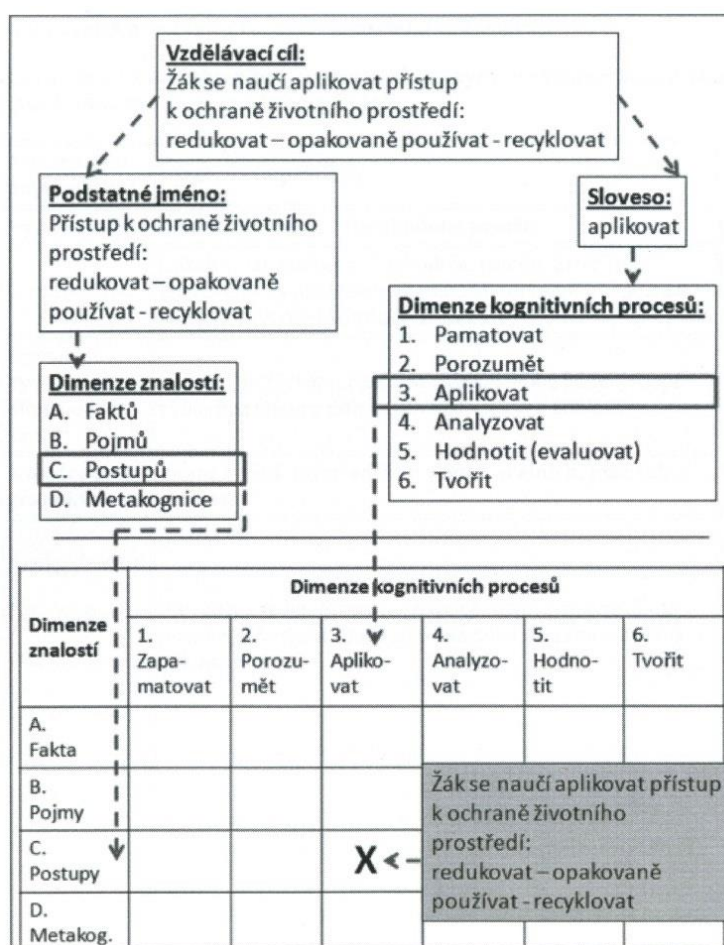 Vzdělávací cíl:
Žák se naučí aplikovat přístup
k ochraně životního prostředí:
redukovat – opakovaně používat - recyklovat
Podstatné jméno:
Přístup k ochraně životního
prostředí:
redukovat – opakovaně
používat - recyklovat
Sloveso:
aplikovat
Dimenze kognitivních procesů:
1. Pamatovat
2. Porozumět
3. Aplikovat
4. Analyzovat
5. Hodnotit (evaluovat)
6. Tvořit
Dimenze znalostí:
A. Faktů
B. Pojmů
C. Postupů
D. Metakognice
Dimenze
znalostí
Dimenze kognitivních procesů
1.
Zapa-
matovat
2.
Porozu-
mět
3.
Apliko-
vat
4.
Analyzo-
vat
5.
Hodno-
tit
6.
Tvořit
A.
Fakta
B.
Pojmy
C.
Postupy
X
D.
Metakog.
Žák se naučí aplikovat přístup
k ochraně životního
prostředí:
redukovat – opakovaně
používat - recyklovat